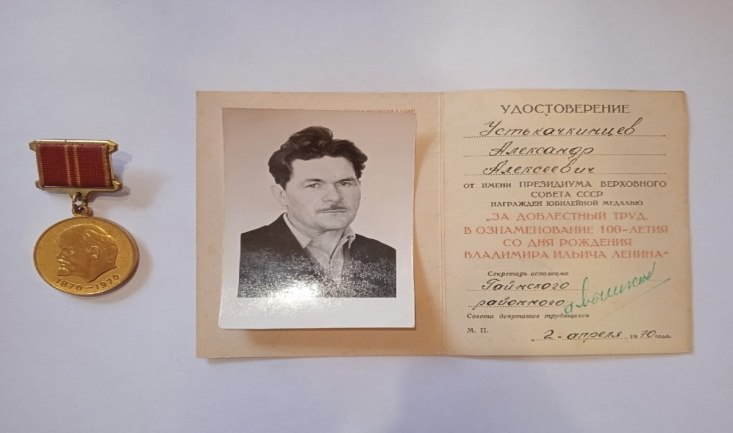 1870–1970
УДОСТОВЕРЕНИЕ
Устькачкинцев
Александр
Алексеевич
ОТ ИМЕНИ ПРЕЗИДИУМА ВЕРХОВНОГО
СОВЕТА СССР
НАГРАЖДЕН ЮБИЛЕЙНОЙ МЕДАЛЬЮ
„ЗА ДОБЛЕСТНЫЙ ТРУД.
В ОЗНАМЕНОВАНИЕ 100-ЛЕТИЯ
СО ДНЯ РОЖДЕНИЯ
ВЛАДИМИРА ИЛЬИЧА ЛЕНИНА“
Секретарь исполкома
Гайнского
районного
Совета депутатов трудящихся
М. П.
„2“ апреля 1970 года.